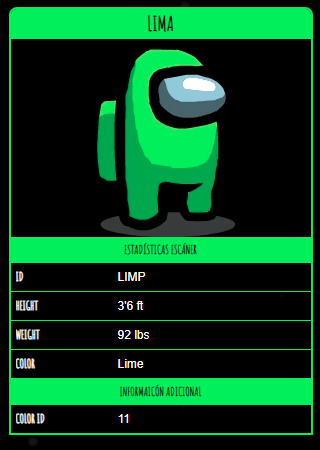 LIMA
ESTADÍSTICAS ESCÁNER
ID LIMP
HEIGHT 3'6 ft
WEIGHT 92 lbs
COLOR Lime
INFORMAICÓN ADICIONAL
COLOR ID 11